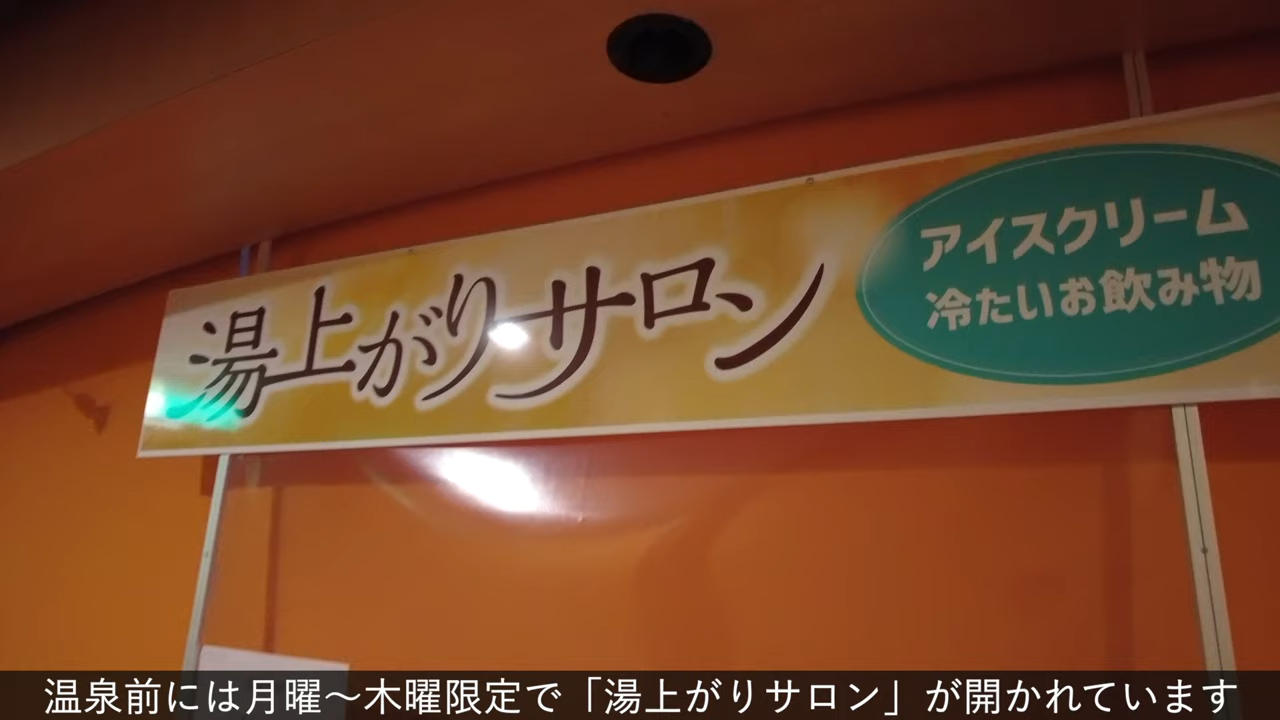 湯上がりサロン
アイスクリーム
冷たいお飲み物
温泉前には月曜～木曜限定で「湯上がりサロン」が開かれています